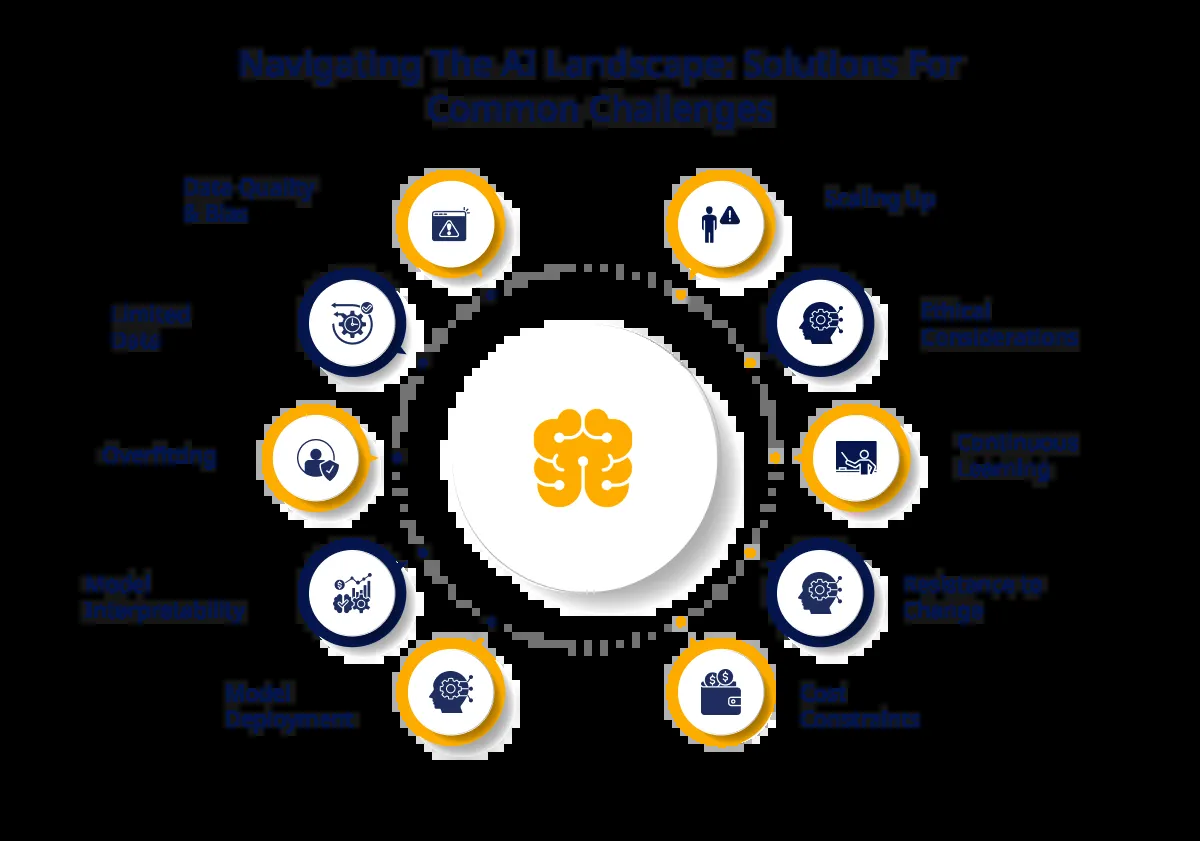 Navigating The AI Landscape: Solutions For
Common Challenges
Data Quality
& Bias
Scaling Up
Limited
Data
Ethical
Considerations
Overfitting
Continuous
Learning
Model
Interpretability
Resistance to
Change
Model
Deployment
Cost
Conscious